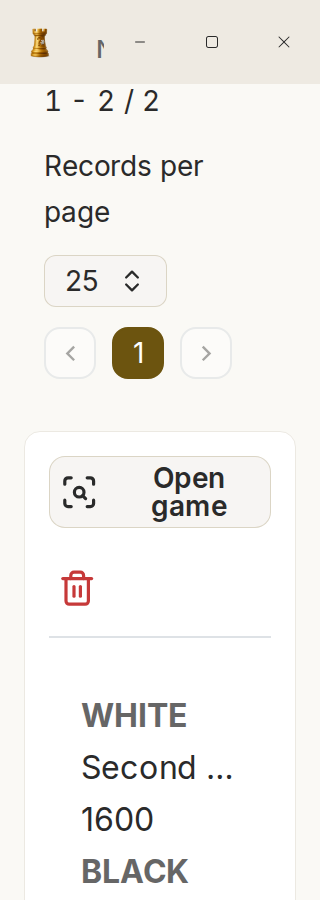 1 - 2 / 2
Records per
page
25
1
Open
game
WHITE
Second ...
1600
BLACK